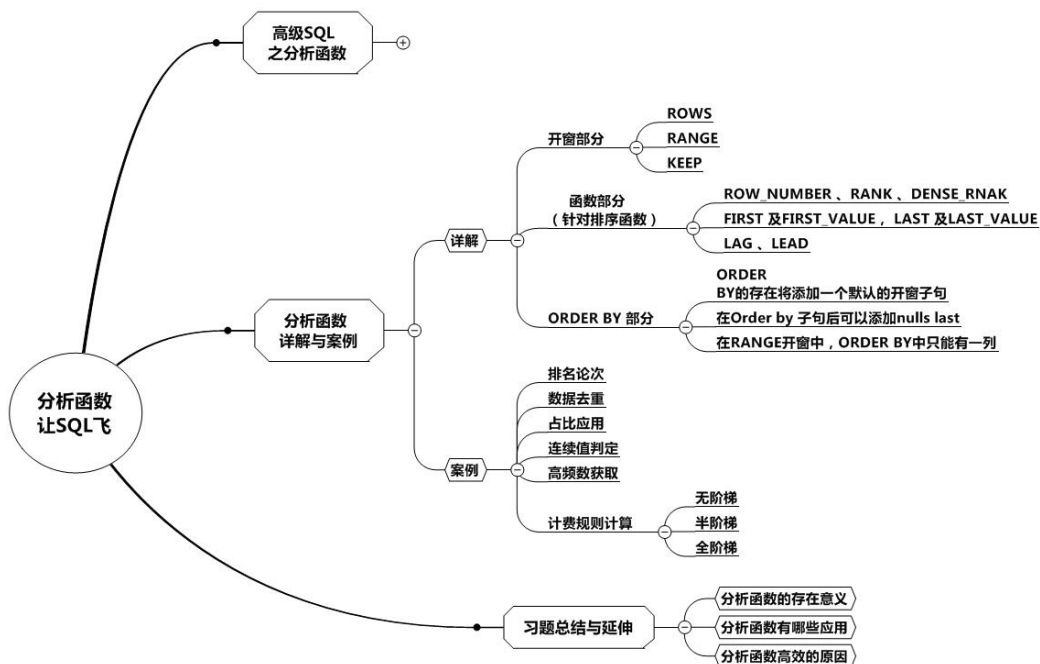 高级SQL
之分析函数
开窗部分
ROWS
RANGE
KEEP
函数部分
（针对排序函数）
ROW_NUMBER 、RANK 、DENSE_RNAK
FIRST 及FIRST_VALUE ， LAST 及LAST_VALUE
LAG 、LEAD
详解
ORDER BY 部分
ORDER
BY的存在将添加一个默认的开窗子句
在Order by 子句后可以添加nulls last
在RANGE开窗中，ORDER BY中只能有一列
分析函数
详解与案例
分析函数
让SQL飞
案例
排名论次
数据去重
占比应用
连续值判定
高频数获取
计费规则计算
无阶梯
半阶梯
全阶梯
习题总结与延伸
分析函数的存在意义
分析函数有哪些应用
分析函数高效的原因